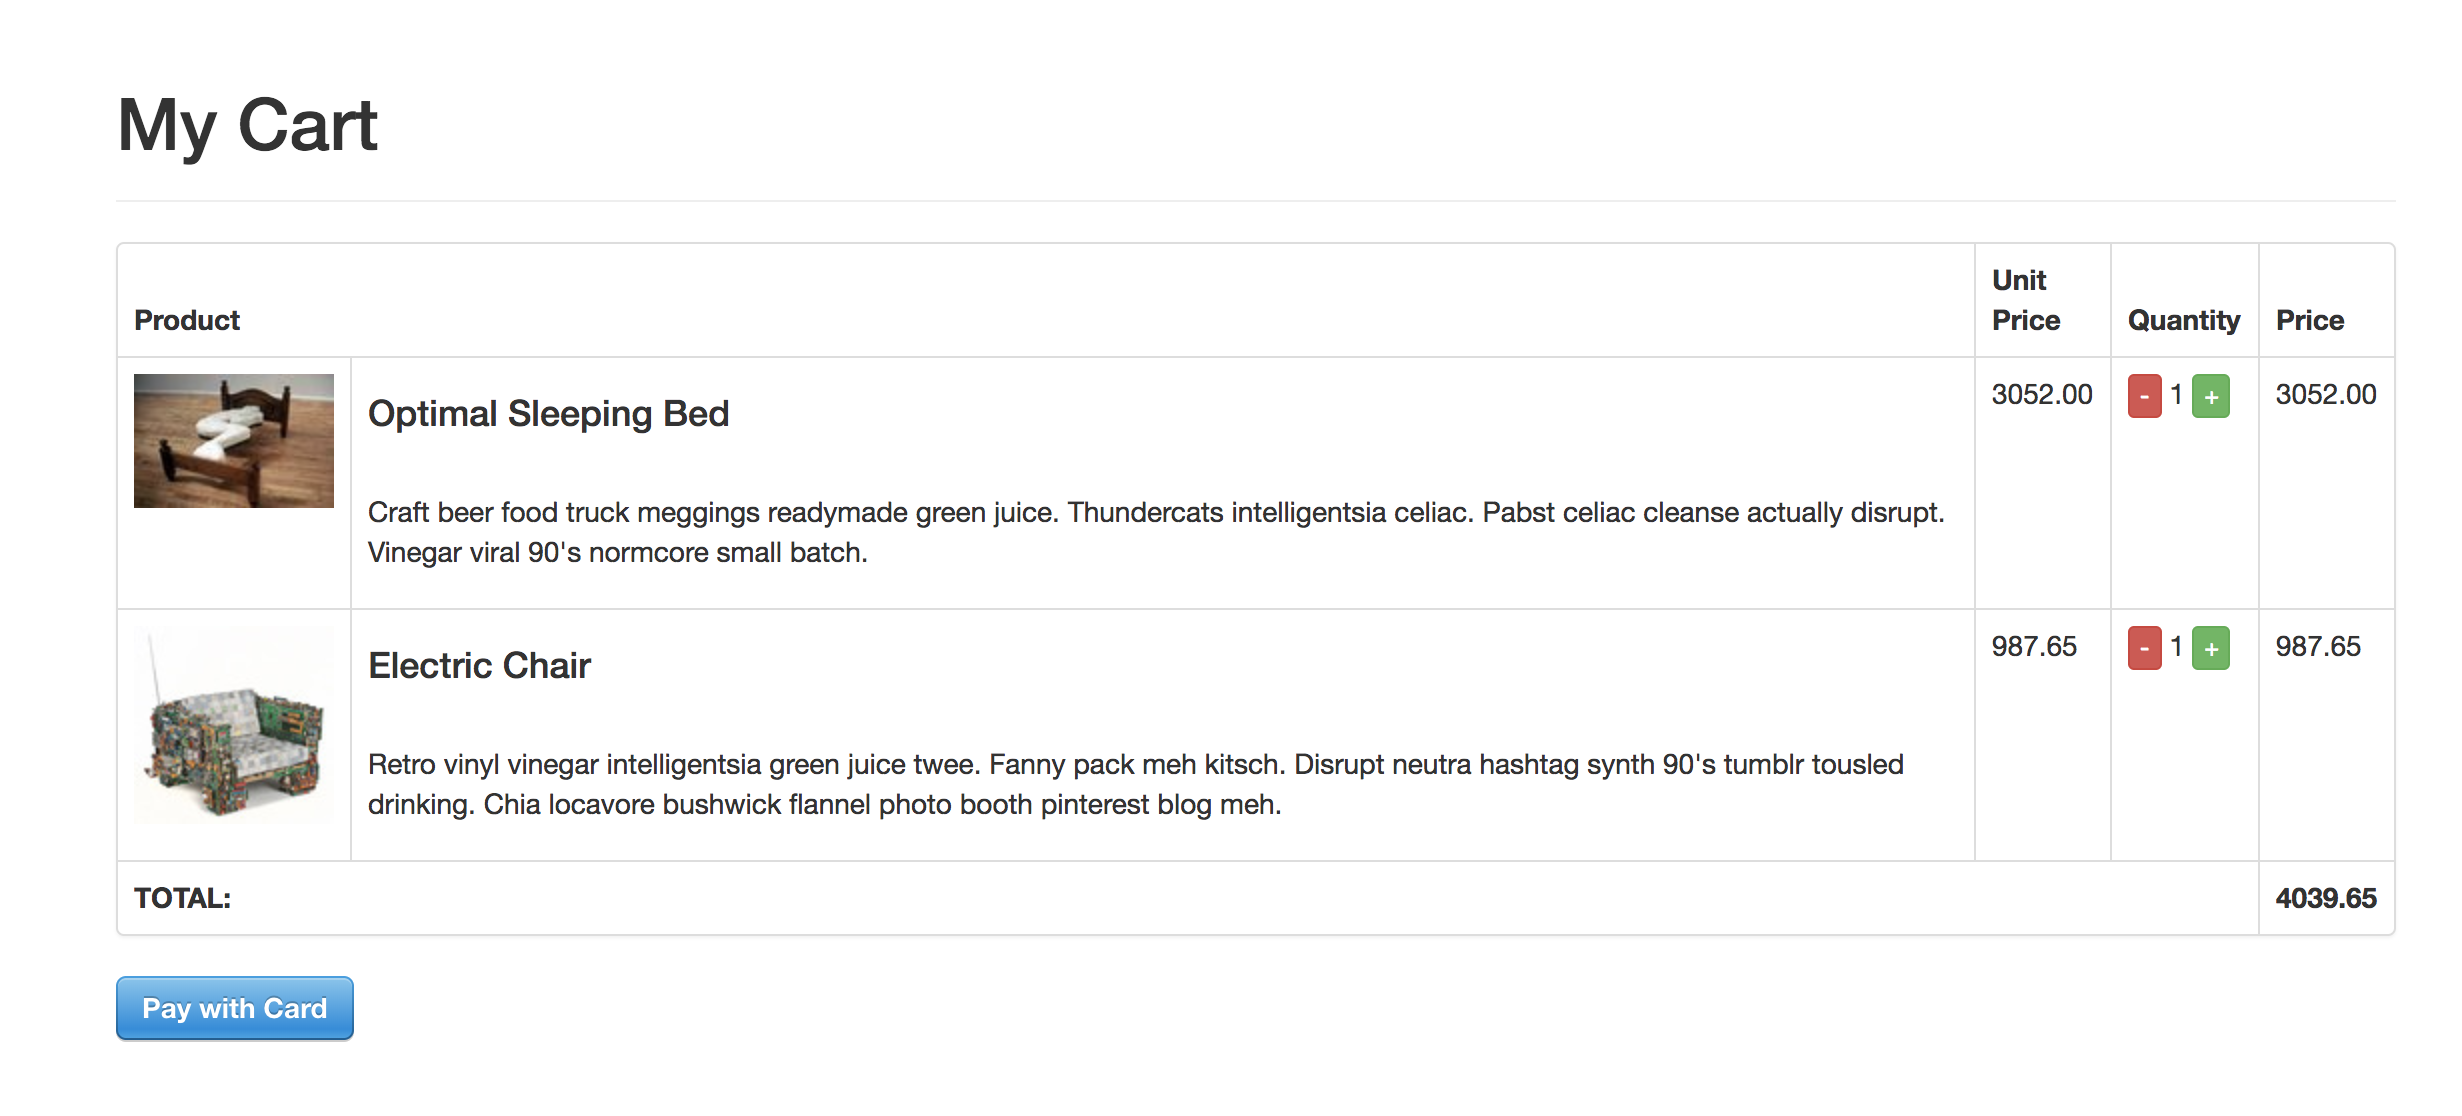 My Cart
Product
Unit
Price
Quantity
Price
Optimal Sleeping Bed
3052.00
- 1 +
3052.00
Craft beer food truck meggings readymade green juice. Thundercats intelligentsia celiac. Pabst celiac cleanse actually disrupt.
Vinegar viral 90's normcore small batch.
Electric Chair
987.65
- 1 +
987.65
Retro vinyl vinegar intelligentsia green juice twee. Fanny pack meh kitsch. Disrupt neutra hashtag synth 90's tumblr tousled
drinking. Chia locavore bushwick flannel photo booth pinterest blog meh.
TOTAL:
4039.65
Pay with Card